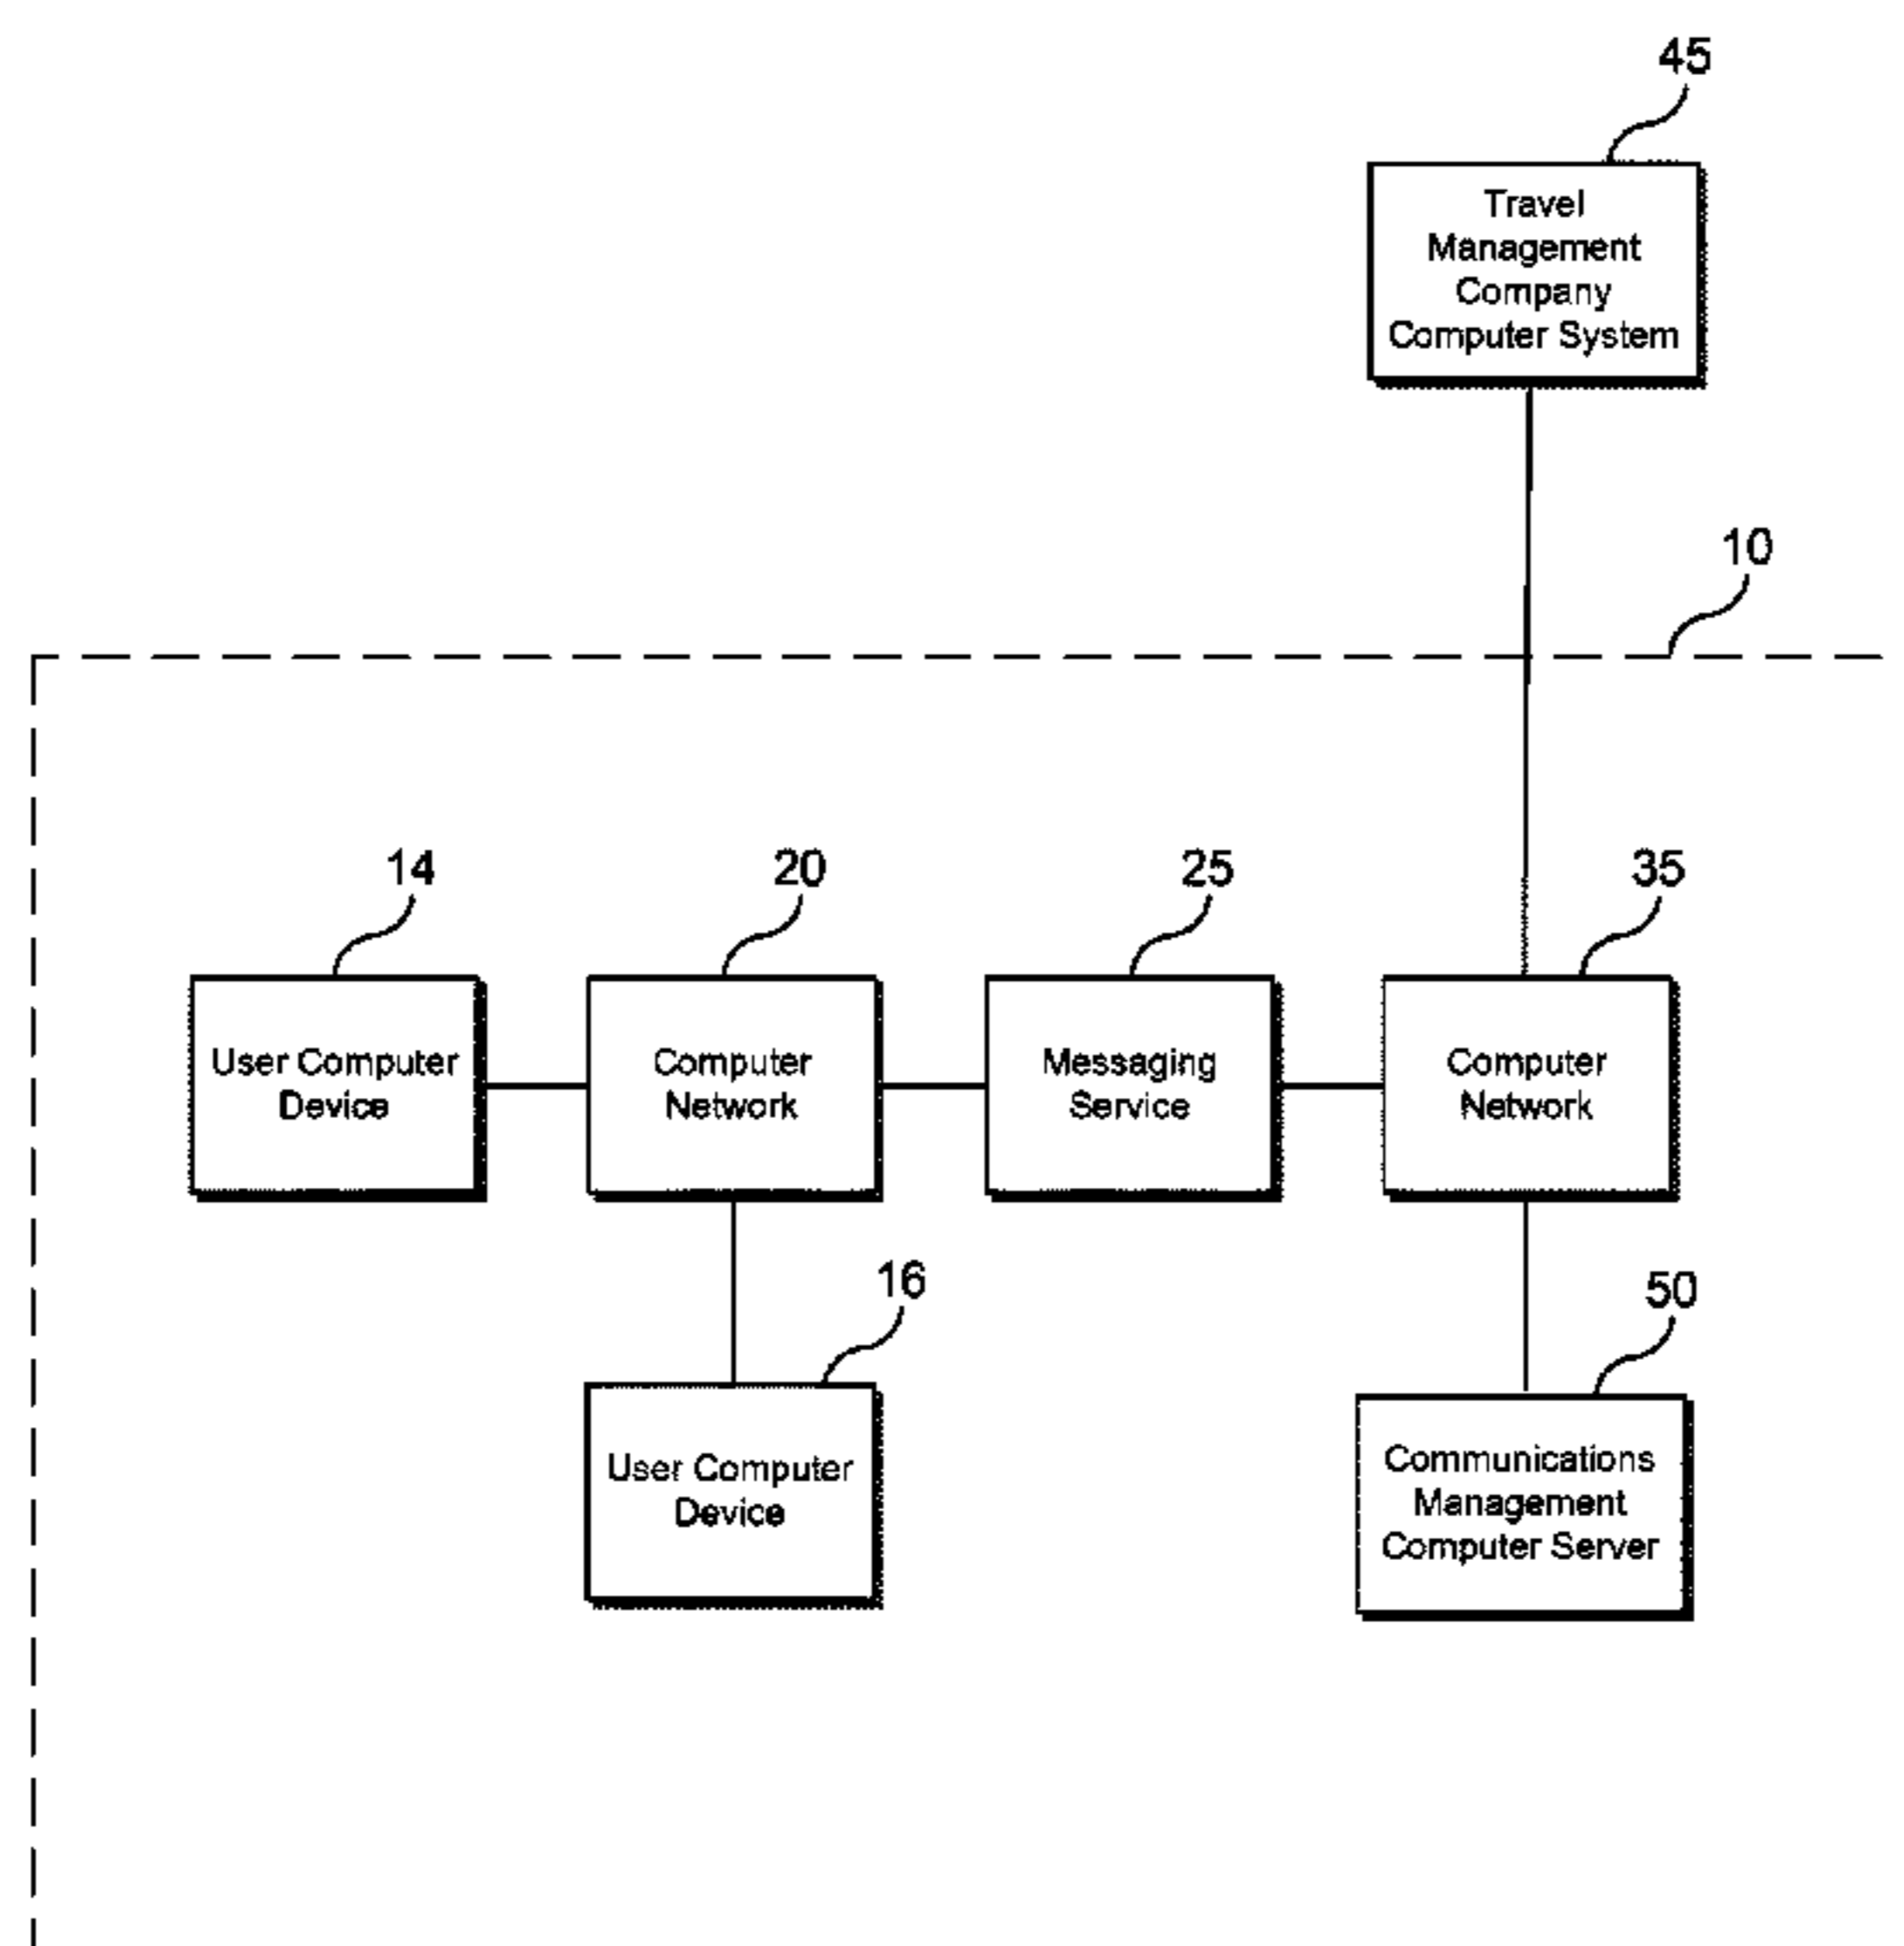 45
Travel
Management
Company
Computer System
10
14
20
25
35
User Computer
Device
Computer
Network
Messaging
Service
Computer
Network
16
50
User Computer
Device
Communications
Management
Computer Server